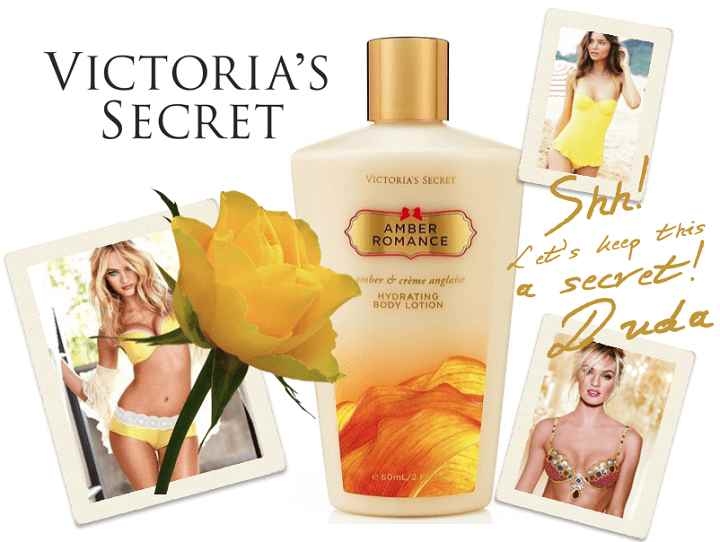 VICTORIA'S
SECRET
VICTORIA'S SECRET
AMBER
ROMANCE
amber & crème anglaise
HYDRATING
BODY LOTION
Shh!
Let's keep this
a secret!
Duda